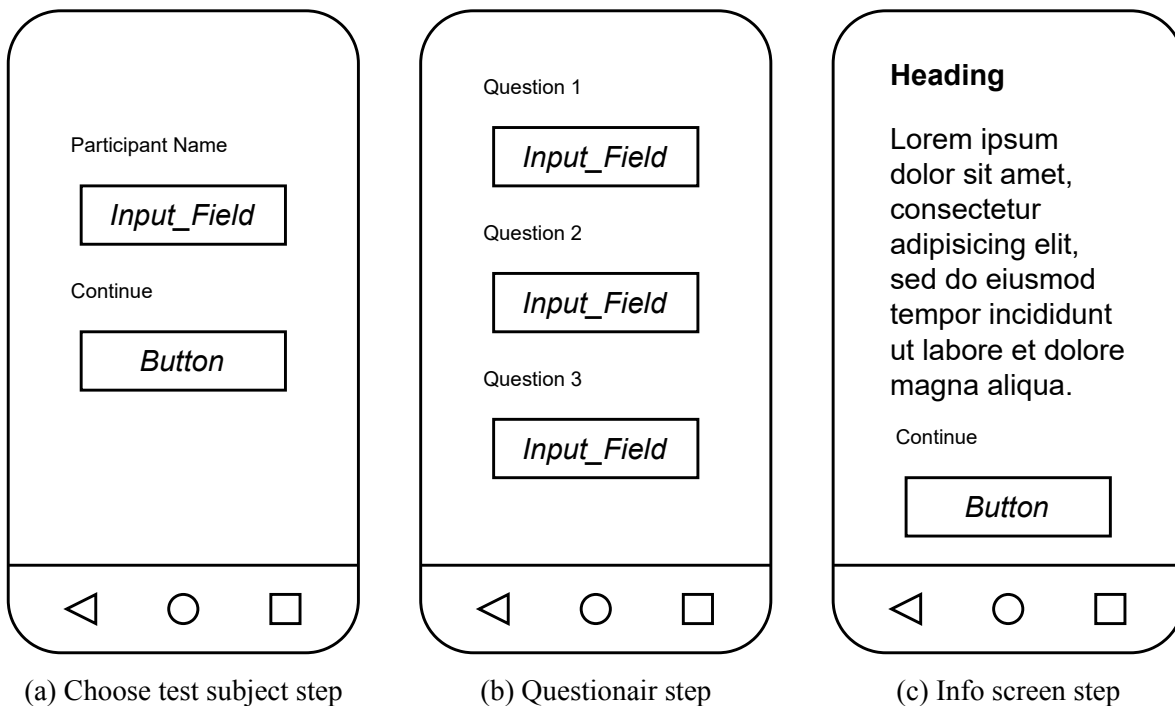 Participant Name
Input_Field
Continue
Button
(a) Choose test subject step
Question 1
Input_Field
Question 2
Input_Field
Question 3
Input_Field
(b) Questionair step
Heading
Lorem ipsum
dolor sit amet,
consectetur
adipisicing elit,
sed do eiusmod
tempor incididunt
ut labore et dolore
magna aliqua.
Continue
Button
(c) Info screen step